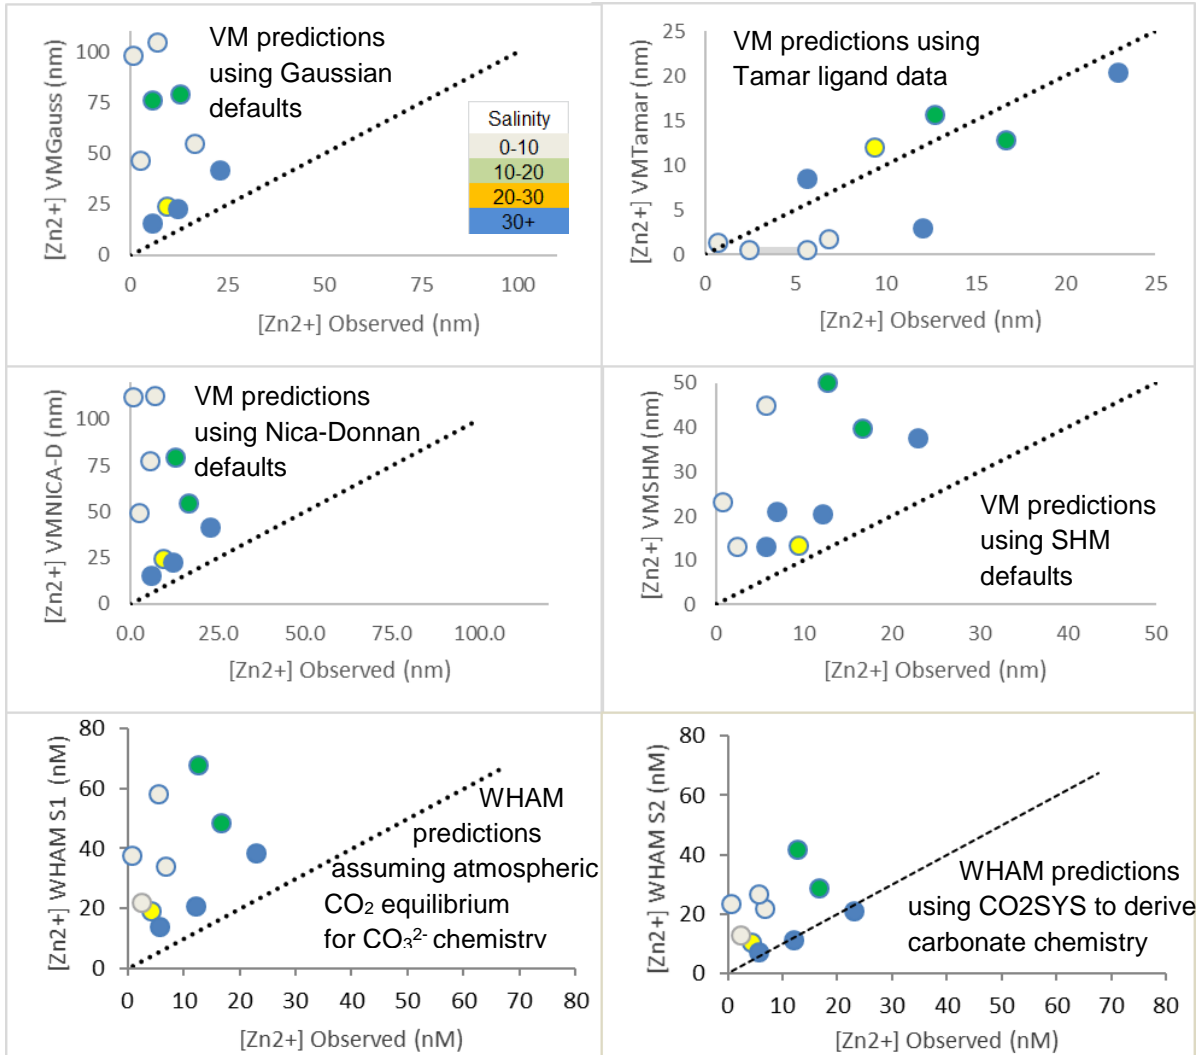 VM predictions
using Gaussian
defaults
[Zn2+] VMGauss (nm)
100
75
50
25
0
0 25 50 75 100
[Zn2+] Observed (nm)
Salinity
0-10
10-20
20-30
30+
VM predictions using
Tamar ligand data
[Zn2+] VMTamar (nm)
25
20
15
10
5
0
0 5 10 15 20 25
[Zn2+] Observed (nm)
VM predictions
using Nica-Donnan
defaults
[Zn2+] VMNICA-D (nm)
100
75
50
25
0
0.0 25.0 50.0 75.0 100.0
[Zn2+] Observed (nm)
VM predictions
using SHM
defaults
[Zn2+] VMSHM (nm)
50
40
30
20
10
0
0 10 20 30 40 50
[Zn2+] Observed (nm)
WHAM
predictions
assuming atmospheric
CO₂ equilibrium
for CO₃²⁻ chemistry
[Zn2+] WHAM S1 (nM)
80
60
40
20
0
0 10 20 30 40 50 60 70 80
[Zn2+] Observed (nM)
WHAM predictions
using CO2SYS to derive
carbonate chemistry
[Zn2+] WHAM S2 (nM)
80
60
40
20
0
0 10 20 30 40 50 60 70 80
[Zn2+] Observed (nM)